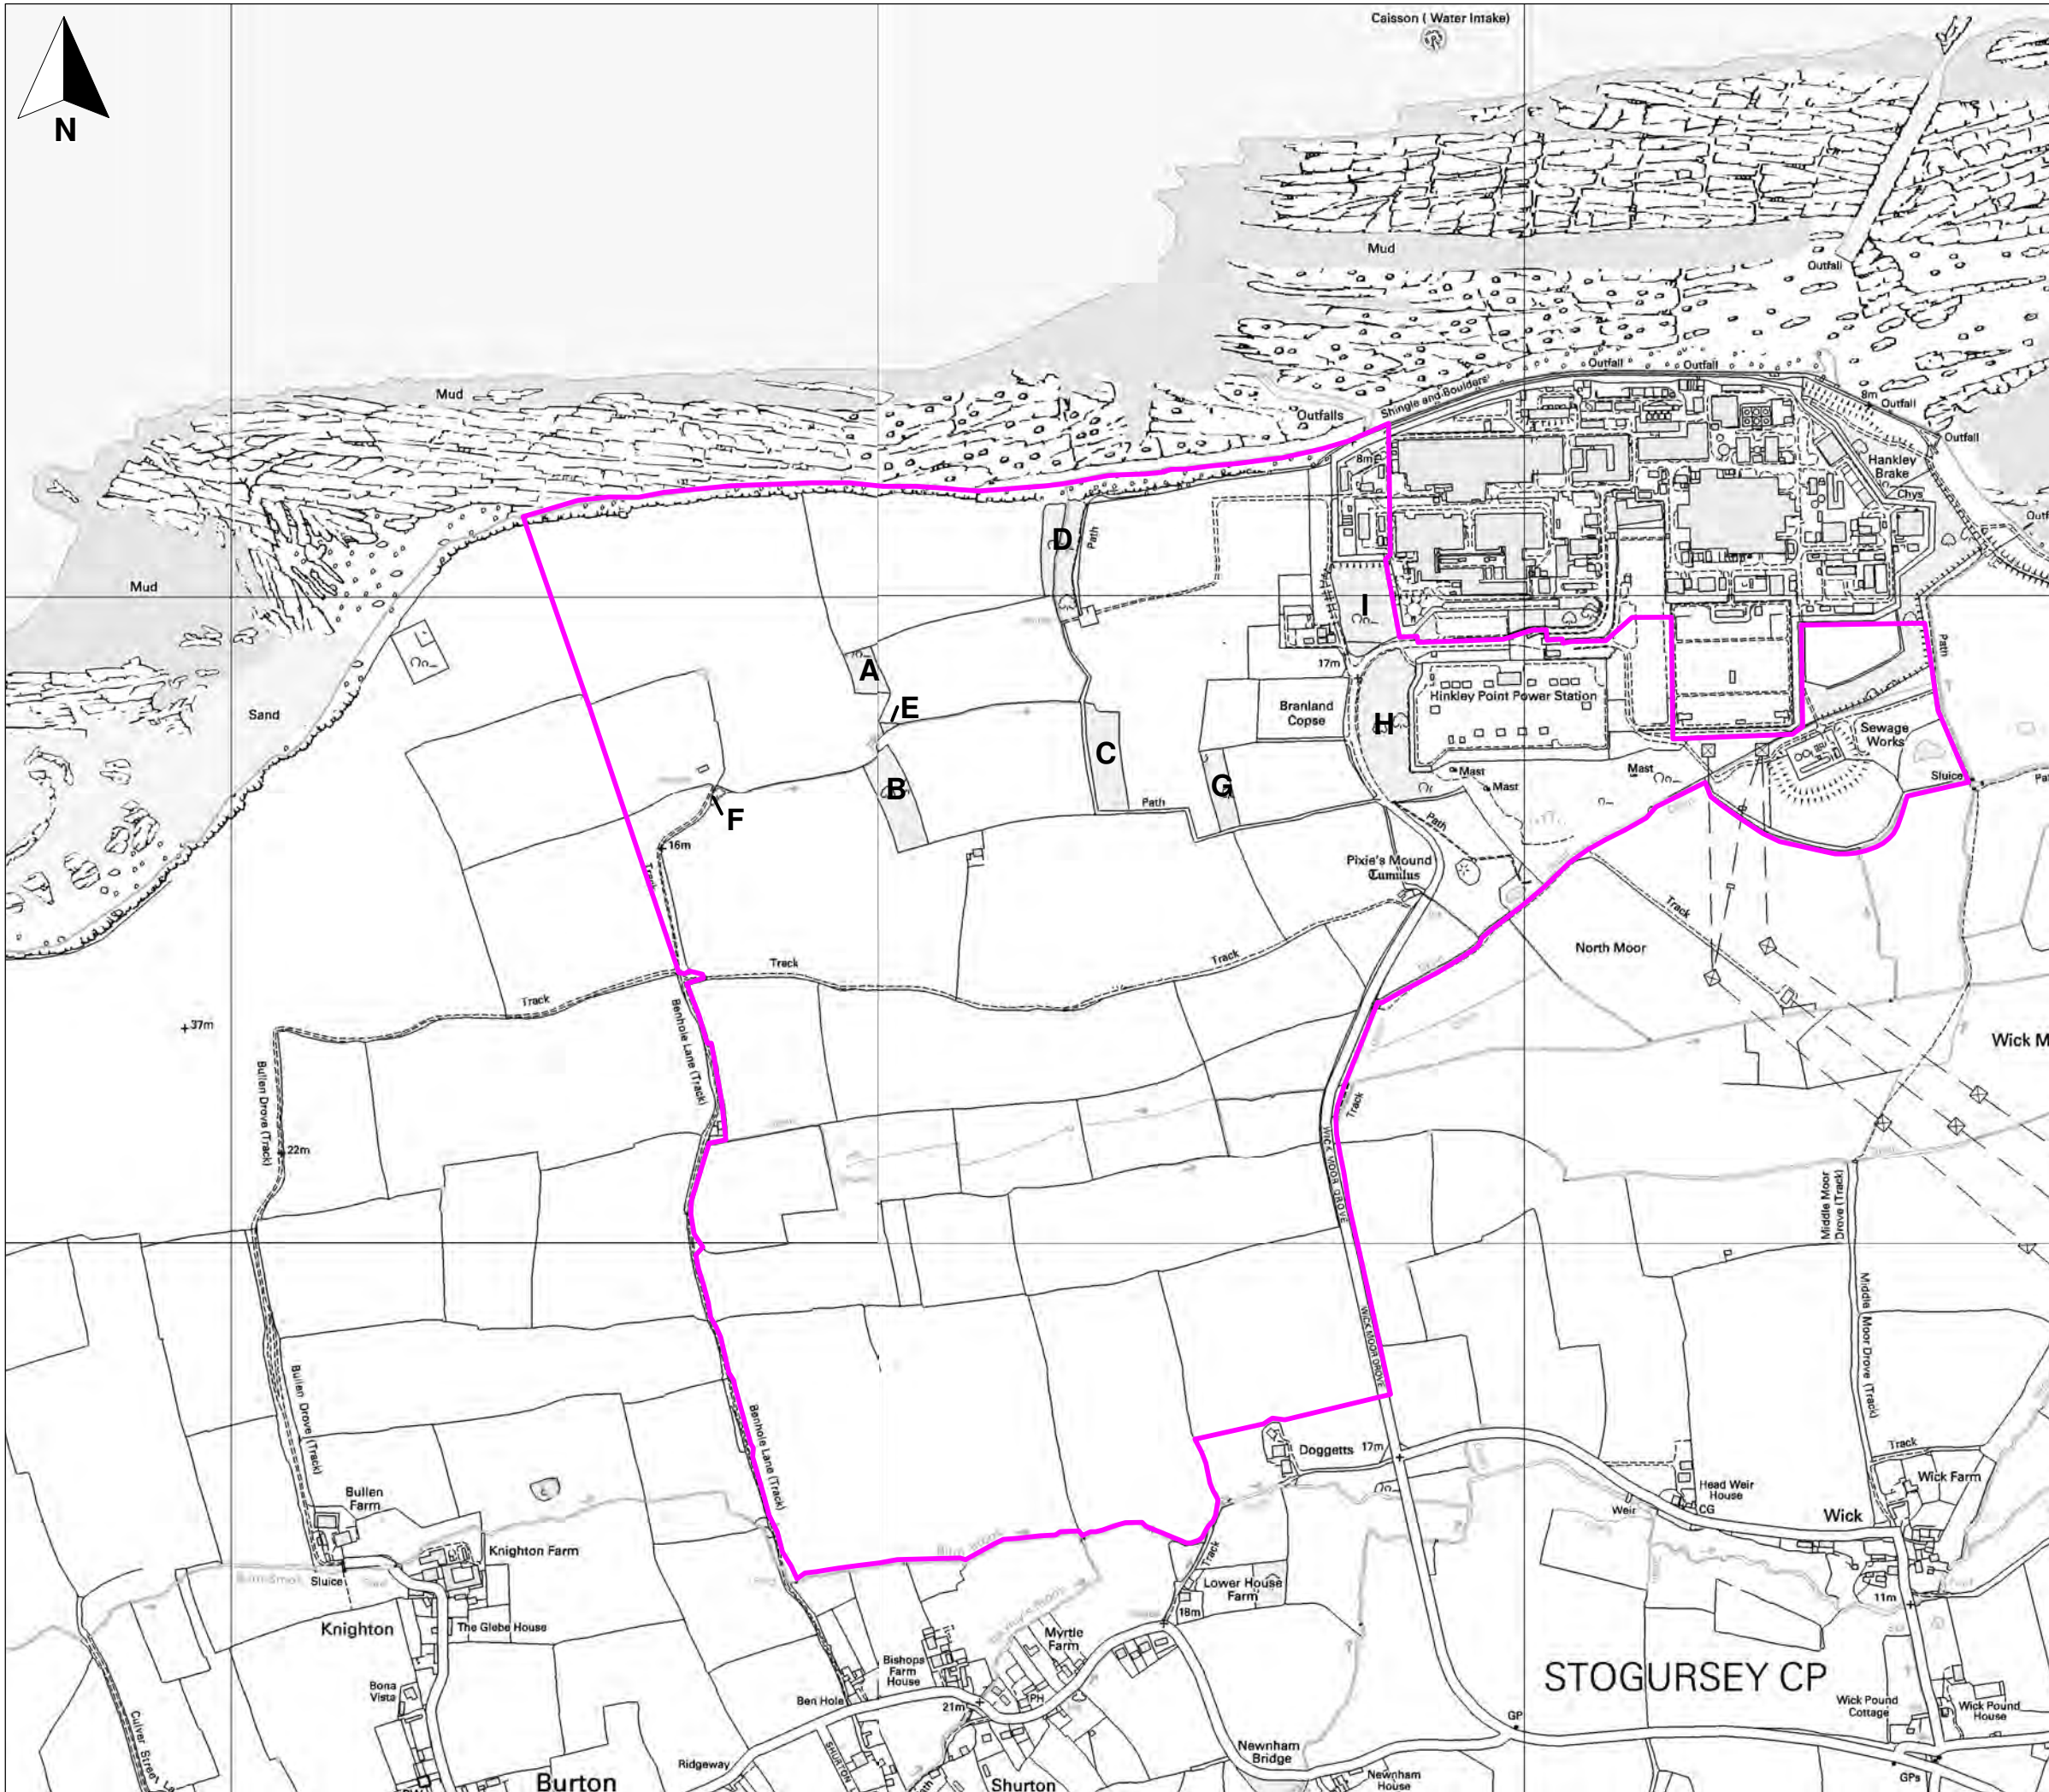 Caisson ( Water Intake)
N
Mud
Outfall
Outfall
Outfall
Mud
Shingle and Boulders
8m
Outfall
Outfalls
Outfall
8m
Hankley
Brake
Chys
D
Path
Mud
I
Path
A
17m
Sand
E
Branland
Copse
H
Hinkley Point Power Station
Sewage
Works
C
Mast
Mast
Sluice
B
G
Mast
Path
F
Path
16m
Track
Pixie's Mound
Tumulus
Track
North Moor
Track
Track
Track
37m
Benhole Lane (Track)
Wick M
Bullen Drove (Track)
Track
22m
WICK MOOR DROVE
Middle Moor
Drove (Track)
Middle Moor Drove (Track)
WICK MOOR DROVE
Bullen Drove (Track)
Benhole Lane (Track)
Doggetts
17m
Track
Wick Farm
Head Weir
House
Bullen
Farm
Weir
CG
Wick
Knighton Farm
Track
Sluice
Lower House
Farm
11m
18m
Knighton
The Glebe House
Myrtle
Farm
Bishops
Farm
House
STOGURSEY CP
Bona
Vista
Ben Hole
PH
21m
Wick Pound
Cottage
Wick Pound
House
GP
Culver Street La
Ridgeway
Newnham
Bridge
Burton
Shurton
Newnham
House
GPs